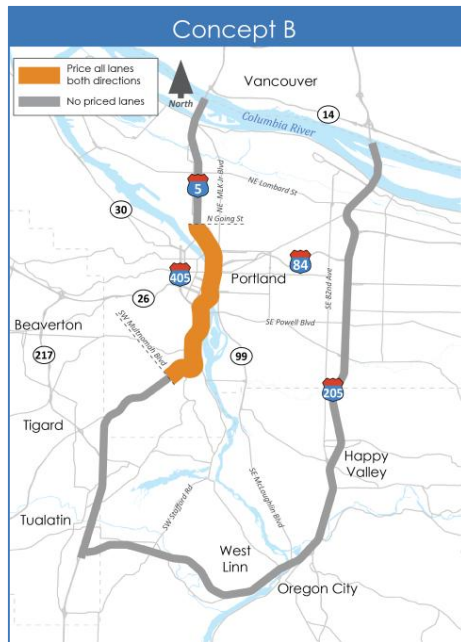 Concept B
Price all lanes
both directions
No priced lanes
North
Vancouver
14
Columbia River
NE MLK Jr Blvd
NE Lombard St
5
30
N Going St
405
84
Portland
26
SE 82nd Ave
Beaverton
SW Multnomah Blvd
SE Powell Blvd
217
99
205
Tigard
Happy
Valley
SE McLoughlin Blvd
SW Stafford Rd
Tualatin
West
Linn
Oregon City